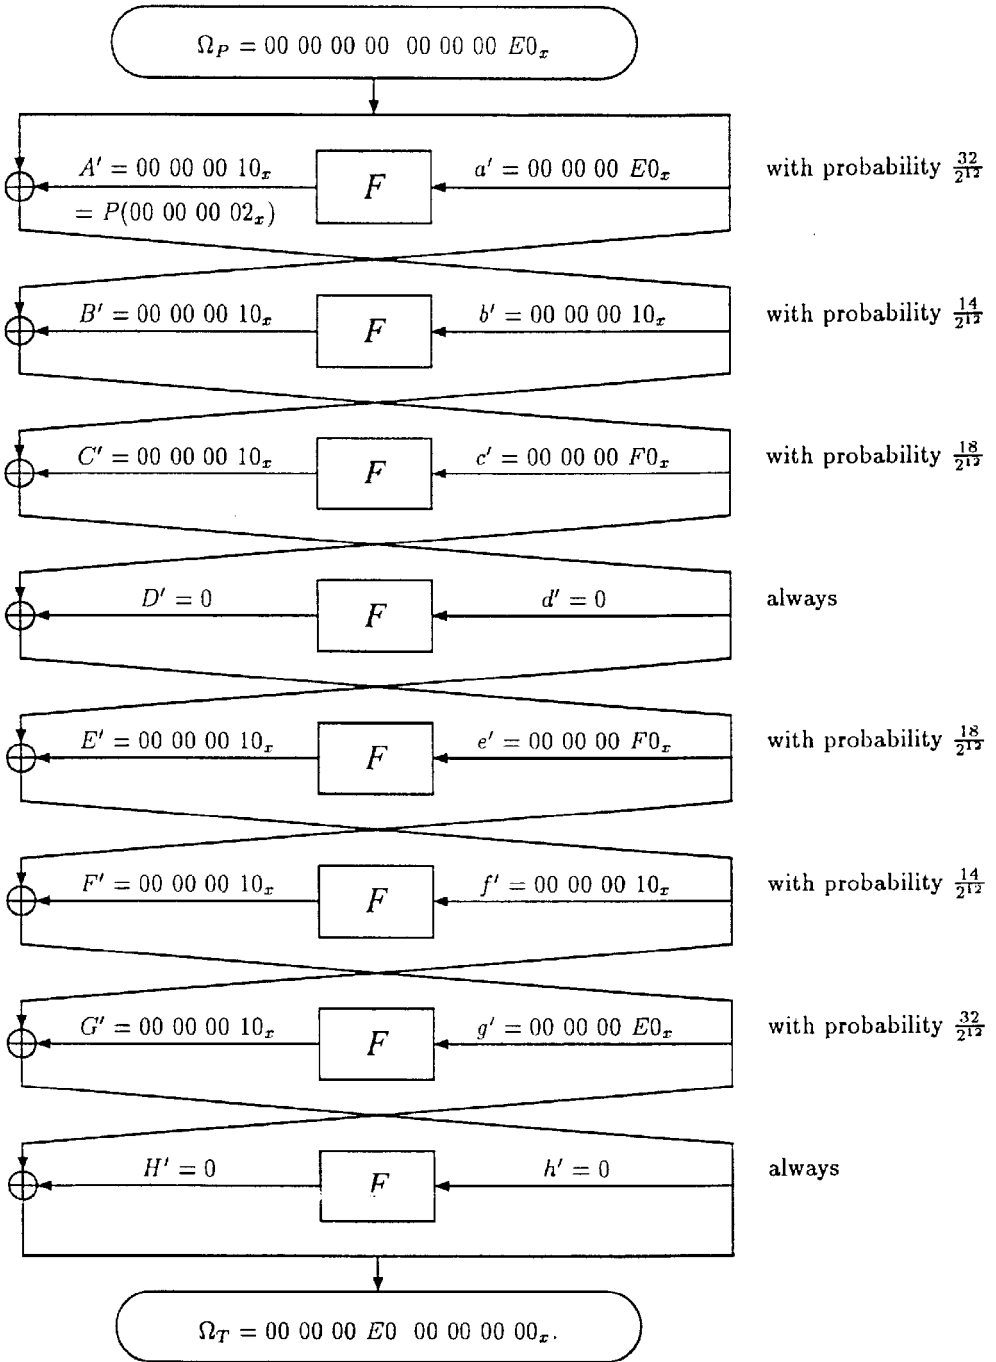 Ω_P = 00 00 00 00 00 00 00 E0_x
A′ = 00 00 00 10_x F a′ = 00 00 00 E0_x with probability 32/2^12
= P(00 00 00 02_x)
B′ = 00 00 00 10_x F b′ = 00 00 00 10_x with probability 14/2^12
C′ = 00 00 00 10_x F c′ = 00 00 00 F0_x with probability 18/2^12
D′ = 0 F d′ = 0 always
E′ = 00 00 00 10_x F e′ = 00 00 00 F0_x with probability 18/2^12
F′ = 00 00 00 10_x F f′ = 00 00 00 10_x with probability 14/2^12
G′ = 00 00 00 10_x F g′ = 00 00 00 E0_x with probability 32/2^12
H′ = 0 F h′ = 0 always
Ω_T = 00 00 00 E0 00 00 00 00_x.